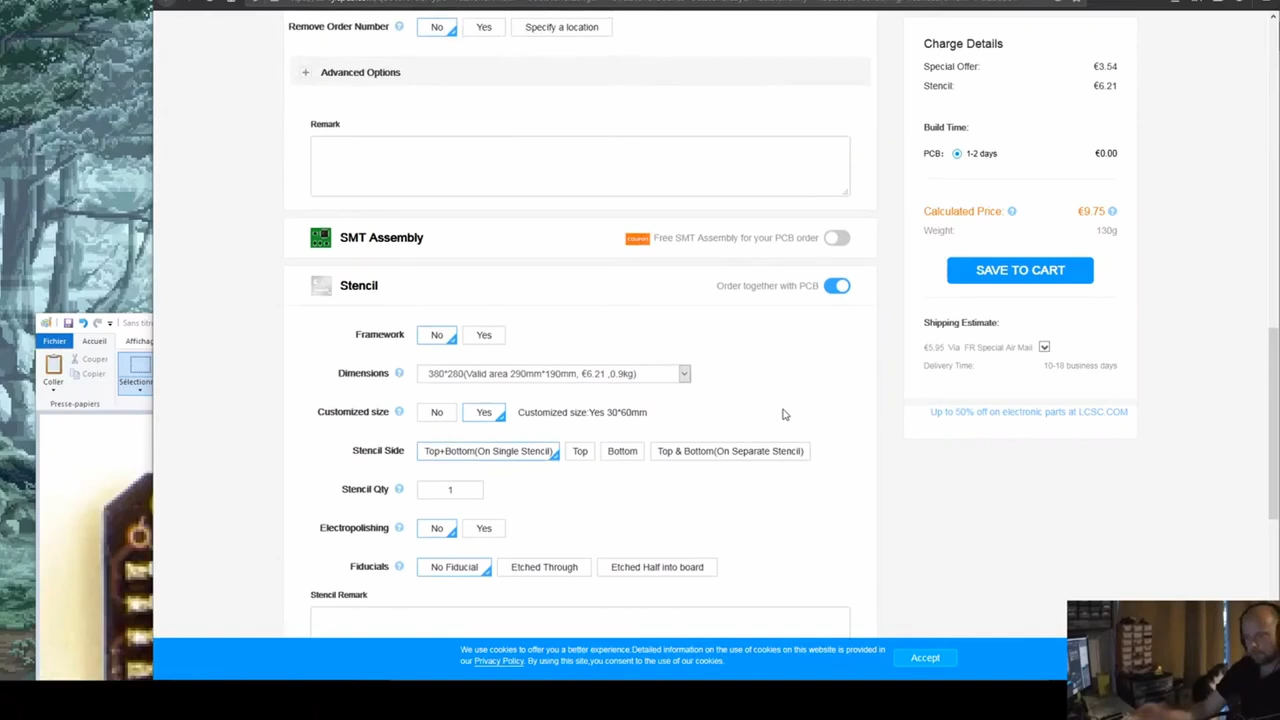 Remove Order Number ? No Yes Specify a location
+ Advanced Options
Remark
SMT Assembly Free SMT Assembly for your PCB order
Stencil Order together with PCB
Framework No Yes
Dimensions ? 380*280(Valid area 290mm*190mm, €6.21 ,0.9kg)
Customized size ? No Yes Customized size:Yes 30*60mm
Stencil Side Top+Bottom(On Single Stencil) Top Bottom Top & Bottom(On Separate Stencil)
Stencil Qty ? 1
Electropolishing ? No Yes
Fiducials ? No Fiducial Etched Through Etched Half into board
Stencil Remark
Charge Details
Special Offer: €3.54
Stencil: €6.21
Build Time:
PCB: 1-2 days €0.00
Calculated Price: ? €9.75 ?
Weight: 130g
SAVE TO CART
Shipping Estimate:
€5.95 Via FR Special Air Mail
Delivery Time: 10-18 business days
Up to 50% off on electronic parts at LCSC.COM
Sans titr
Fichier Accueil Affichag
Coller Couper
Copier
Sélection
Presse-papiers
We use cookies to offer you a better experience.Detailed information on the use of cookies on this website is provided in
our Privacy Policy. By using this site,you consent to the use of our cookies.
Accept